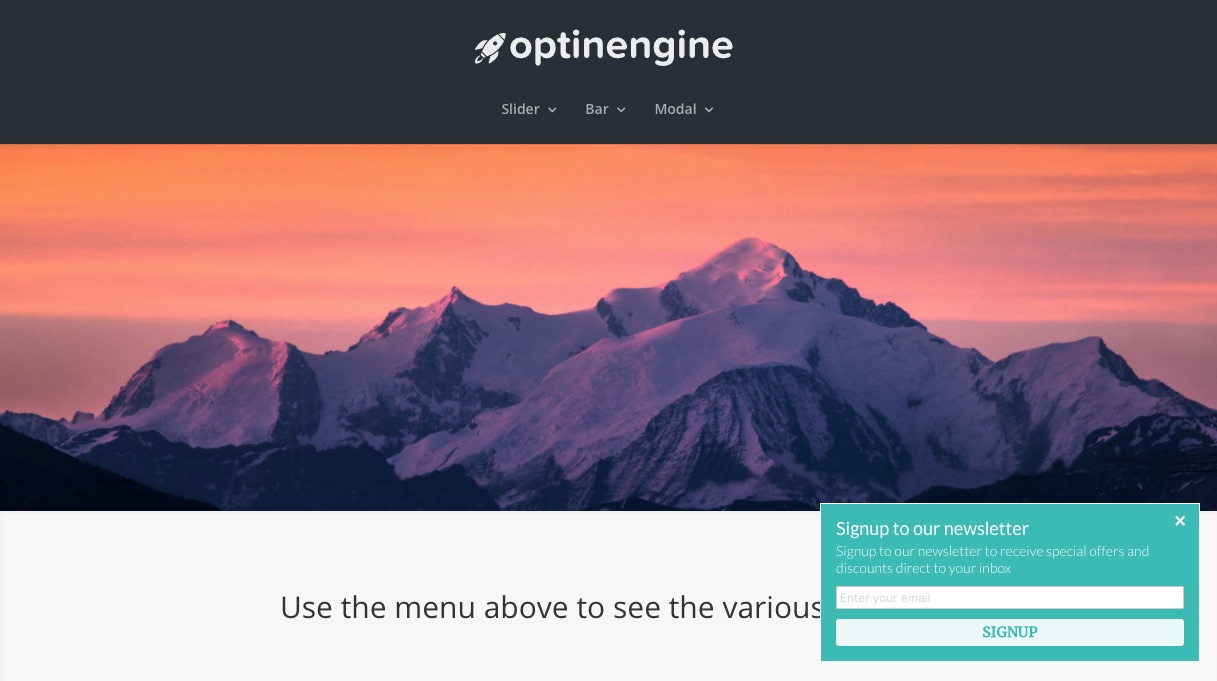 optinengine
Slider
Bar
Modal
Signup to our newsletter
Signup to our newsletter to receive special offers and
discounts direct to your inbox
Enter your email
SIGNUP
Use the menu above to see the various